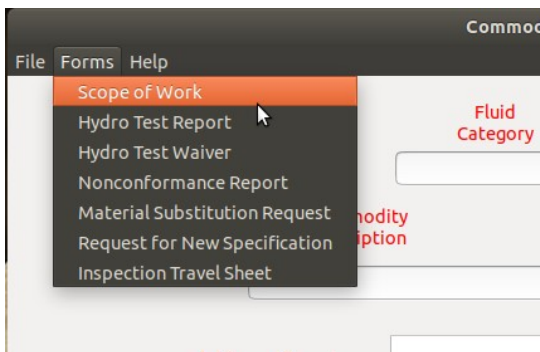 Commod
File Forms Help
Scope of Work
Hydro Test Report
Hydro Test Waiver
Nonconformance Report
Material Substitution Request
Request for New Specification
Inspection Travel Sheet
Fluid
Category
nodity
iption